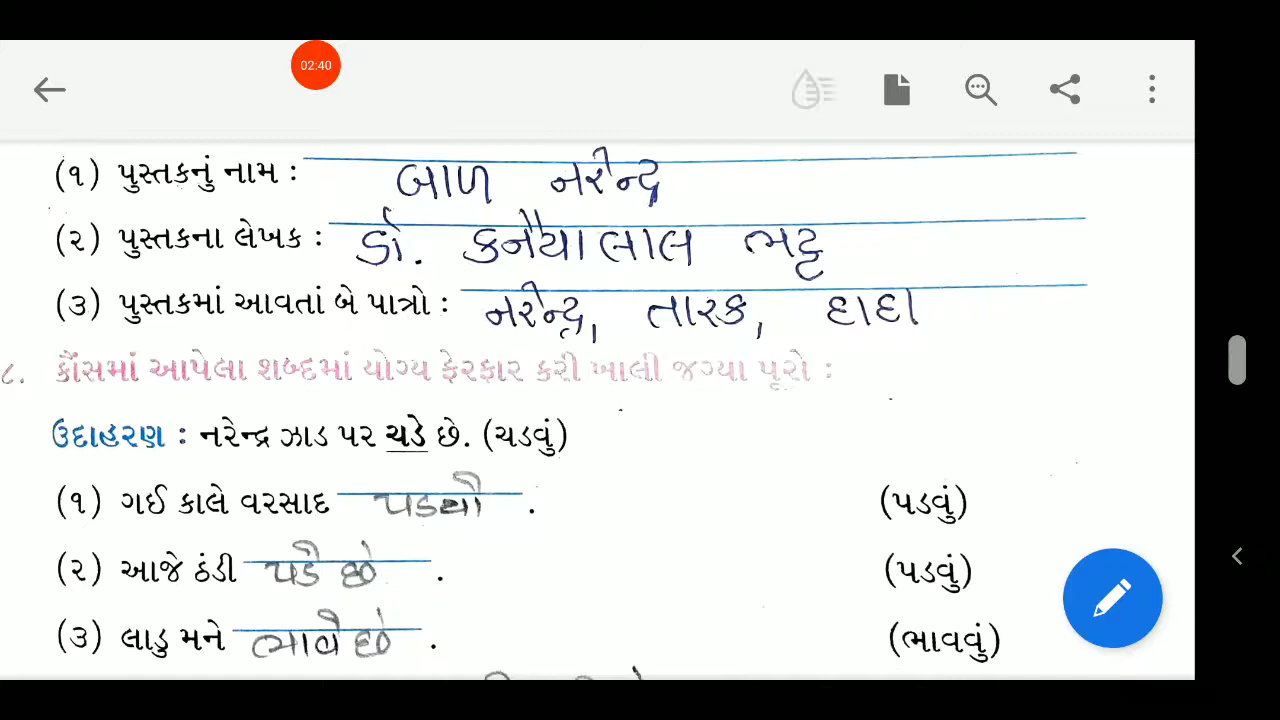 02:40
(૧) પુસ્તકનું નામ : બાળ નરેન્દ્ર
(૨) પુસ્તકના લેખક : ડૉ. કનૈયાલાલ ભટ્ટ
(૩) પુસ્તકમાં આવતાં બે પાત્રો : નરેન્દ્ર, તારક, દાદા
૮. કૌંસમાં આપેલા શબ્દમાં યોગ્ય ફેરફાર કરી ખાલી જગ્યા પૂરો :
ઉદાહરણ : નરેન્દ્ર ઝાડ પર ચડે છે. (ચડવું)
(૧) ગઈ કાલે વરસાદ પડયો . (પડવું)
(૨) આજે ઠંડી પડે છે . (પડવું)
(૩) લાડુ મને ભાવે છે . (ભાવવું)